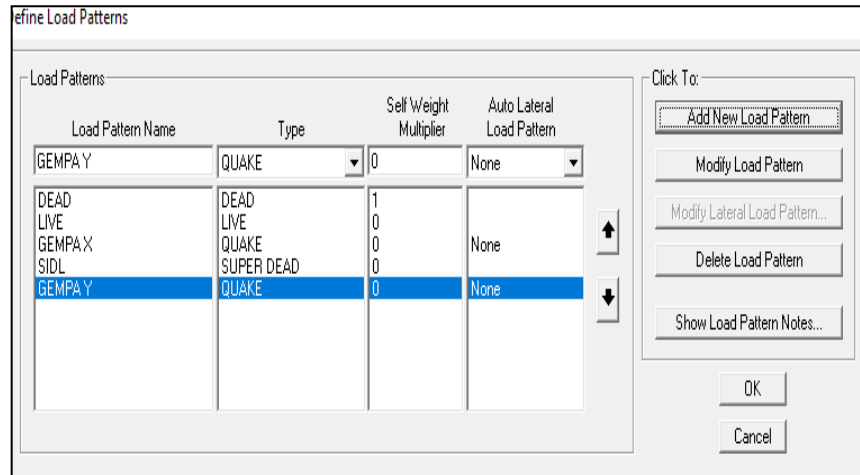 efine Load Patterns
Load Patterns
Click To:
Load Pattern Name
Type
Self Weight
Multiplier
Auto Lateral
Load Pattern
GEMPA Y QUAKE 0 None
DEAD DEAD 1
LIVE LIVE 0
GEMPA X QUAKE 0 None
SIDL SUPER DEAD 0
GEMPA Y QUAKE 0 None
Add New Load Pattern
Modify Load Pattern
Modify Lateral Load Pattern...
Delete Load Pattern
Show Load Pattern Notes...
OK
Cancel